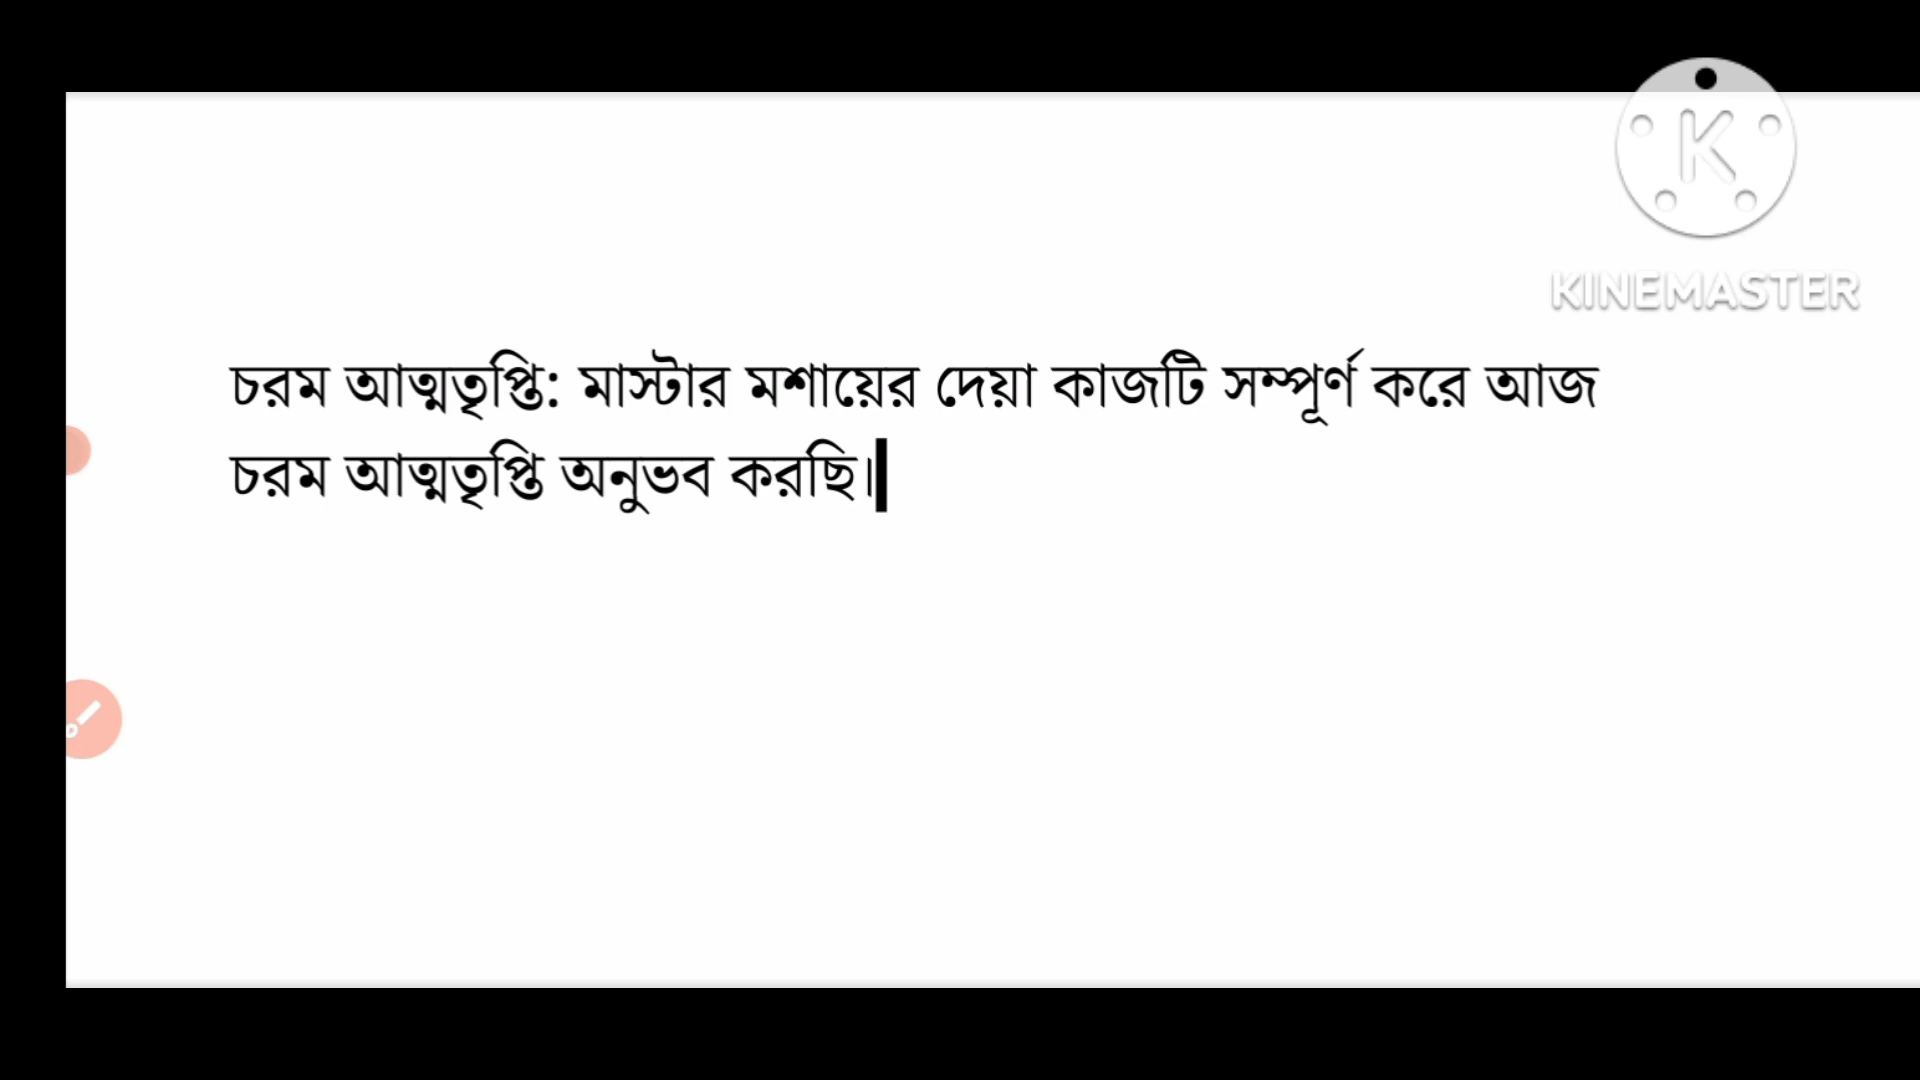 K
KINEMASTER
চরম আত্মতৃপ্তি: মাস্টার মশায়ের দেয়া কাজটি সম্পূর্ণ করে আজ
চরম আত্মতৃপ্তি অনুভব করছি।